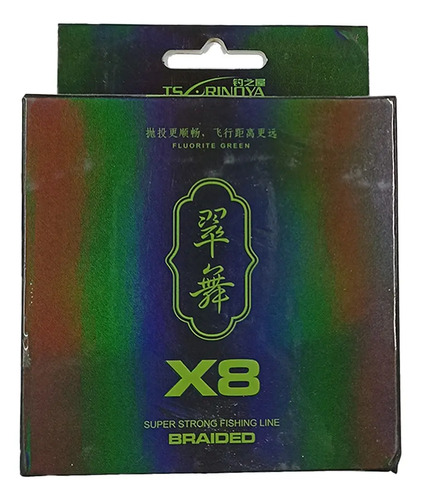 钓之屋
TSURINOYA
抛投更顺畅，飞行距离更远
FLUORITE GREEN
翠舞
X8
SUPER STRONG FISHING LINE
BRAIDED